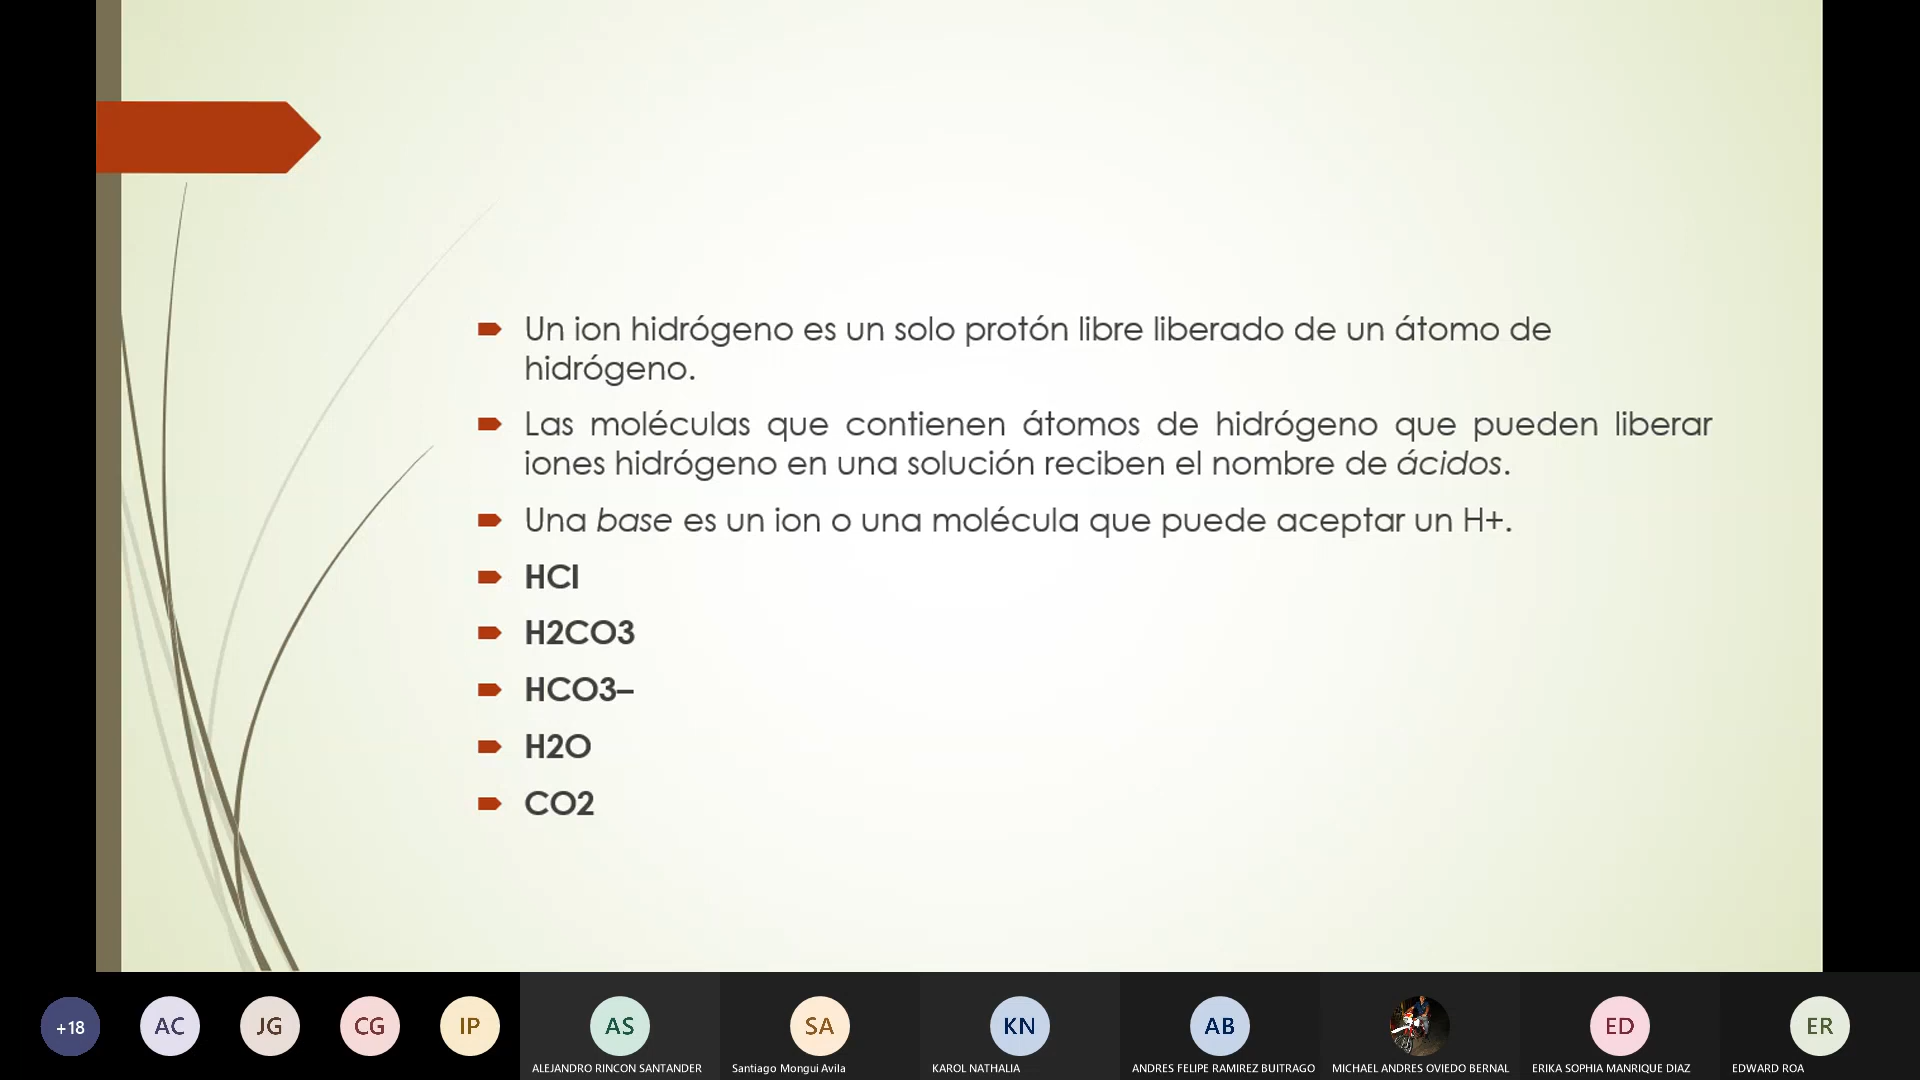 Un ion hidrógeno es un solo protón libre liberado de un átomo de
hidrógeno.
Las moléculas que contienen átomos de hidrógeno que pueden liberar
iones hidrógeno en una solución reciben el nombre de ácidos.
Una base es un ion o una molécula que puede aceptar un H+.
HCl
H2CO3
HCO3–
H2O
CO2
+18
AC
JG
CG
IP
AS
SA
KN
AB
ED
ER
ALEJANDRO RINCON SANTANDER
Santiago Mongui Avila
KAROL NATHALIA
ANDRES FELIPE RAMIREZ BUITRAGO
MICHAEL ANDRES OVIEDO BERNAL
ERIKA SOPHIA MANRIQUE DIAZ
EDWARD ROA